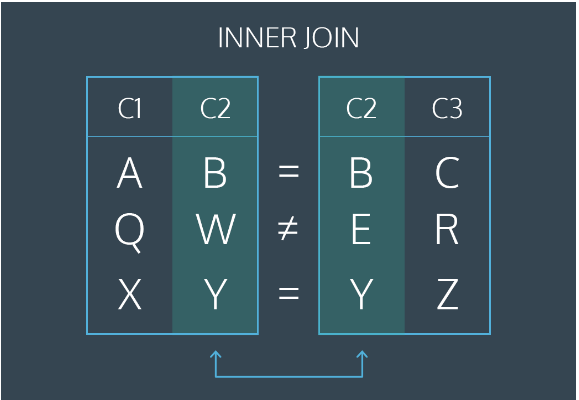 INNER JOIN
C1 C2 C2 C3
A B = B C
Q W ≠ E R
X Y = Y Z